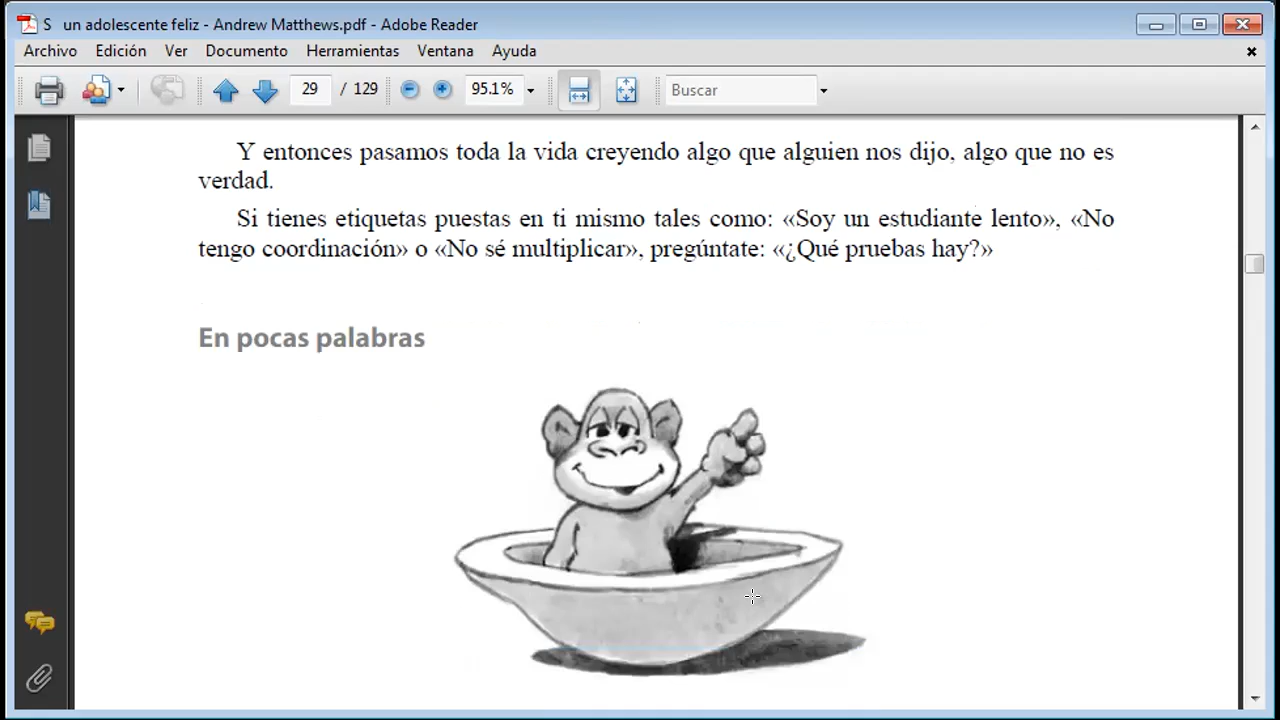 S un adolescente feliz - Andrew Matthews.pdf - Adobe Reader
Archivo Edición Ver Documento Herramientas Ventana Ayuda
29 / 129 95.1% Buscar
Y entonces pasamos toda la vida creyendo algo que alguien nos dijo, algo que no es
verdad.
Si tienes etiquetas puestas en ti mismo tales como: «Soy un estudiante lento», «No
tengo coordinación» o «No sé multiplicar», pregúntate: «¿Qué pruebas hay?»
En pocas palabras